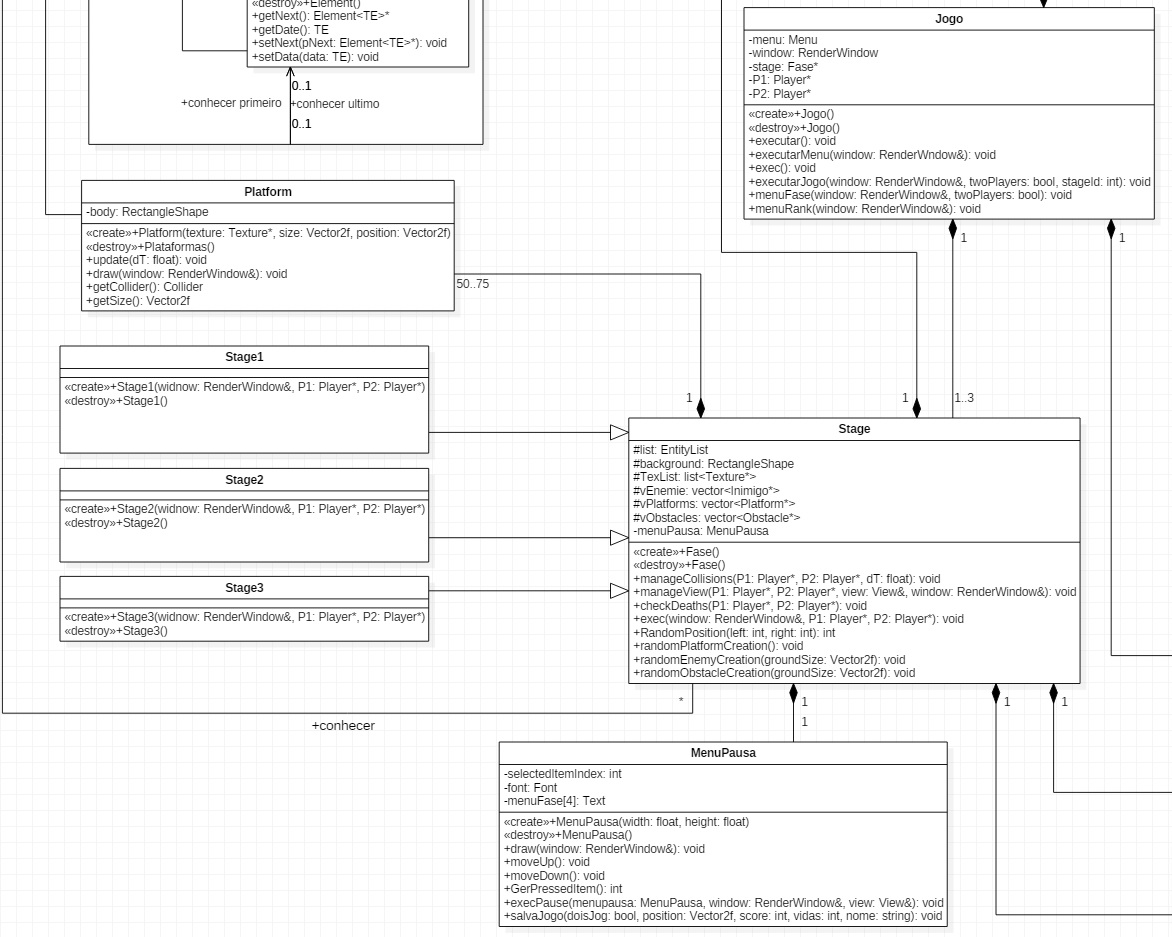 «destroy»+Element()
+getNext(): Element<TE>*
+getDate(): TE
+setNext(pNext: Element<TE>*): void
+setData(data: TE): void
0..1
+conhecer primeiro
+conhecer ultimo
0..1
Jogo
-menu: Menu
-window: RenderWindow
-stage: Fase*
-P1: Player*
-P2: Player*
«create»+Jogo()
«destroy»+Jogo()
+executar(): void
+executarMenu(window: RenderWndow&): void
+exec(): void
+executarJogo(window: RenderWindow&, twoPlayers: bool, stageId: int): void
+menuFase(window: RenderWindow&, twoPlayers: bool): void
+menuRank(window: RenderWindow&): void
1
1
Platform
-body: RectangleShape
«create»+Platform(texture: Texture*, size: Vector2f, position: Vector2f)
«destroy»+Plataformas()
+update(dT: float): void
+draw(window: RenderWindow&): void
+getCollider(): Collider
+getSize(): Vector2f
50..75
Stage1
«create»+Stage1(widnow: RenderWindow&, P1: Player*, P2: Player*)
«destroy»+Stage1()
1
1
1..3
Stage2
«create»+Stage2(widnow: RenderWindow&, P1: Player*, P2: Player*)
«destroy»+Stage2()
Stage3
«create»+Stage3(widnow: RenderWindow&, P1: Player*, P2: Player*)
«destroy»+Stage3()
Stage
#list: EntityList
#background: RectangleShape
#TexList: list<Texture*>
#vEnemie: vector<Inimigo*>
#vPlatforms: vector<Platform*>
#vObstacles: vector<Obstacle*>
-menuPausa: MenuPausa
«create»+Fase()
«destroy»+Fase()
+manageCollisions(P1: Player*, P2: Player*, dT: float): void
+manageView(P1: Player*, P2: Player*, view: View&, window: RenderWindow&): void
+checkDeaths(P1: Player*, P2: Player*): void
+exec(window: RenderWindow&, P1: Player*, P2: Player*): void
+RandomPosition(left: int, right: int): int
+randomPlatformCreation(): void
+randomEnemyCreation(groundSize: Vector2f): void
+randomObstacleCreation(groundSize: Vector2f): void
*
1
1
1
1
+conhecer
MenuPausa
-selectedItemIndex: int
-font: Font
-menuFase[4]: Text
«create»+MenuPausa(width: float, height: float)
«destroy»+MenuPausa()
+draw(window: RenderWindow&): void
+moveUp(): void
+moveDown(): void
+GerPressedItem(): int
+execPause(menupausa: MenuPausa, window: RenderWindow&, view: View&): void
+salvaJogo(doisJog: bool, position: Vector2f, score: int, vidas: int, nome: string): void